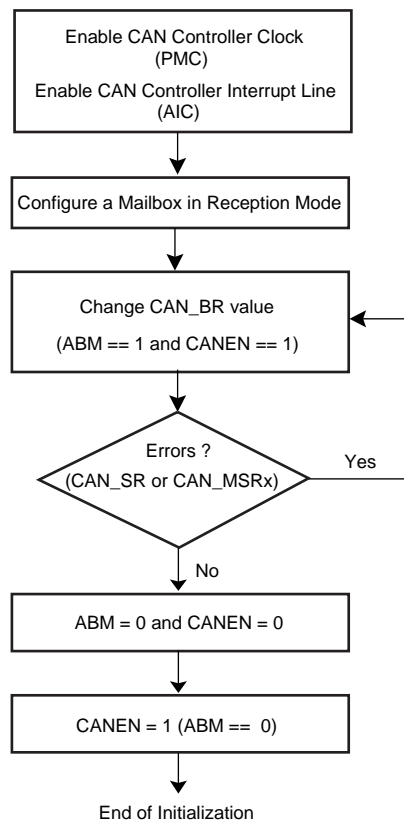 Enable CAN Controller Clock
(PMC)
Enable CAN Controller Interrupt Line
(AIC)
Configure a Mailbox in Reception Mode
Change CAN_BR value
(ABM == 1 and CANEN == 1)
Errors ?
(CAN_SR or CAN_MSRx)
Yes
No
ABM = 0 and CANEN = 0
CANEN = 1 (ABM == 0)
End of Initialization